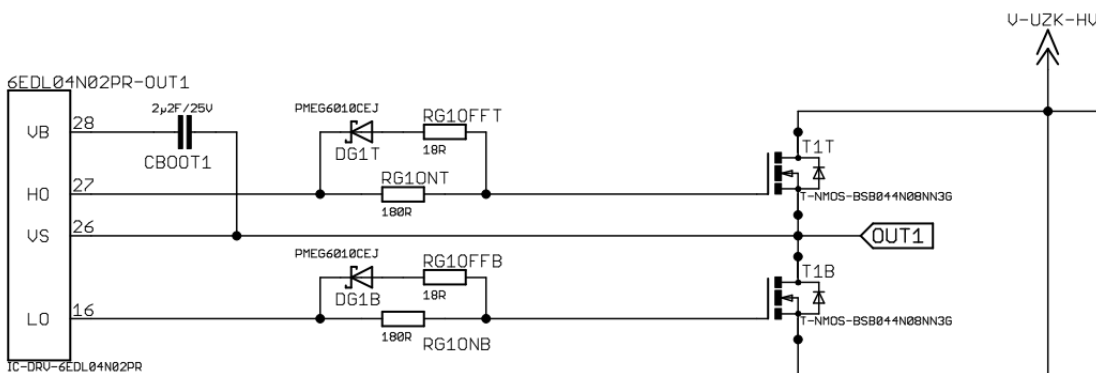 V-UZK-HV
6EDL04N02PR-OUT1
2µ2F/25V
PMEG6010CEJ
RG1OFFT
VB 28
CBOOT1
DG1T
18R
T1T
HO 27
RG1ONT
180R
T-NMOS-BSB044N08NN3G
VS 26
OUT1
PMEG6010CEJ
RG1OFFB
DG1B
18R
T1B
LO 16
180R
RG1ONB
T-NMOS-BSB044N08NN3G
IC-DRV-6EDL04N02PR